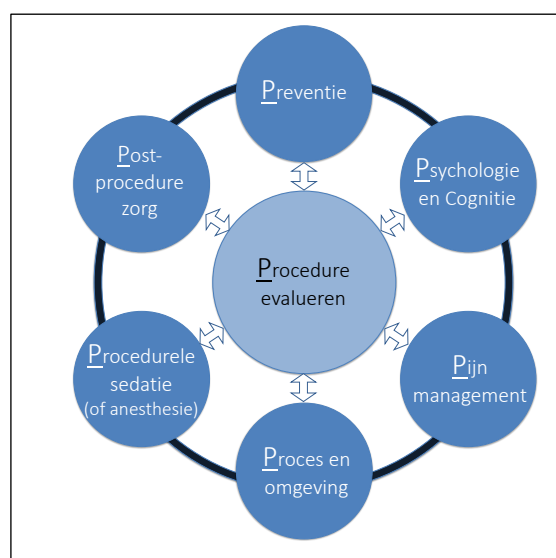 Preventie
Psychologie
en Cognitie
Pijn
management
Proces en
omgeving
Procedurele
sedatie
(of anesthesie)
Post-
procedure
zorg
Procedure
evalueren